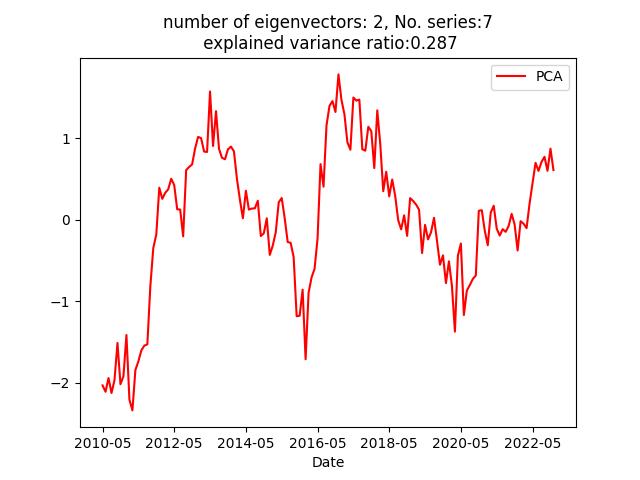 number of eigenvectors: 2, No. series:7
explained variance ratio:0.287
PCA
1
0
−1
−2
2010-05 2012-05 2014-05 2016-05 2018-05 2020-05 2022-05
Date